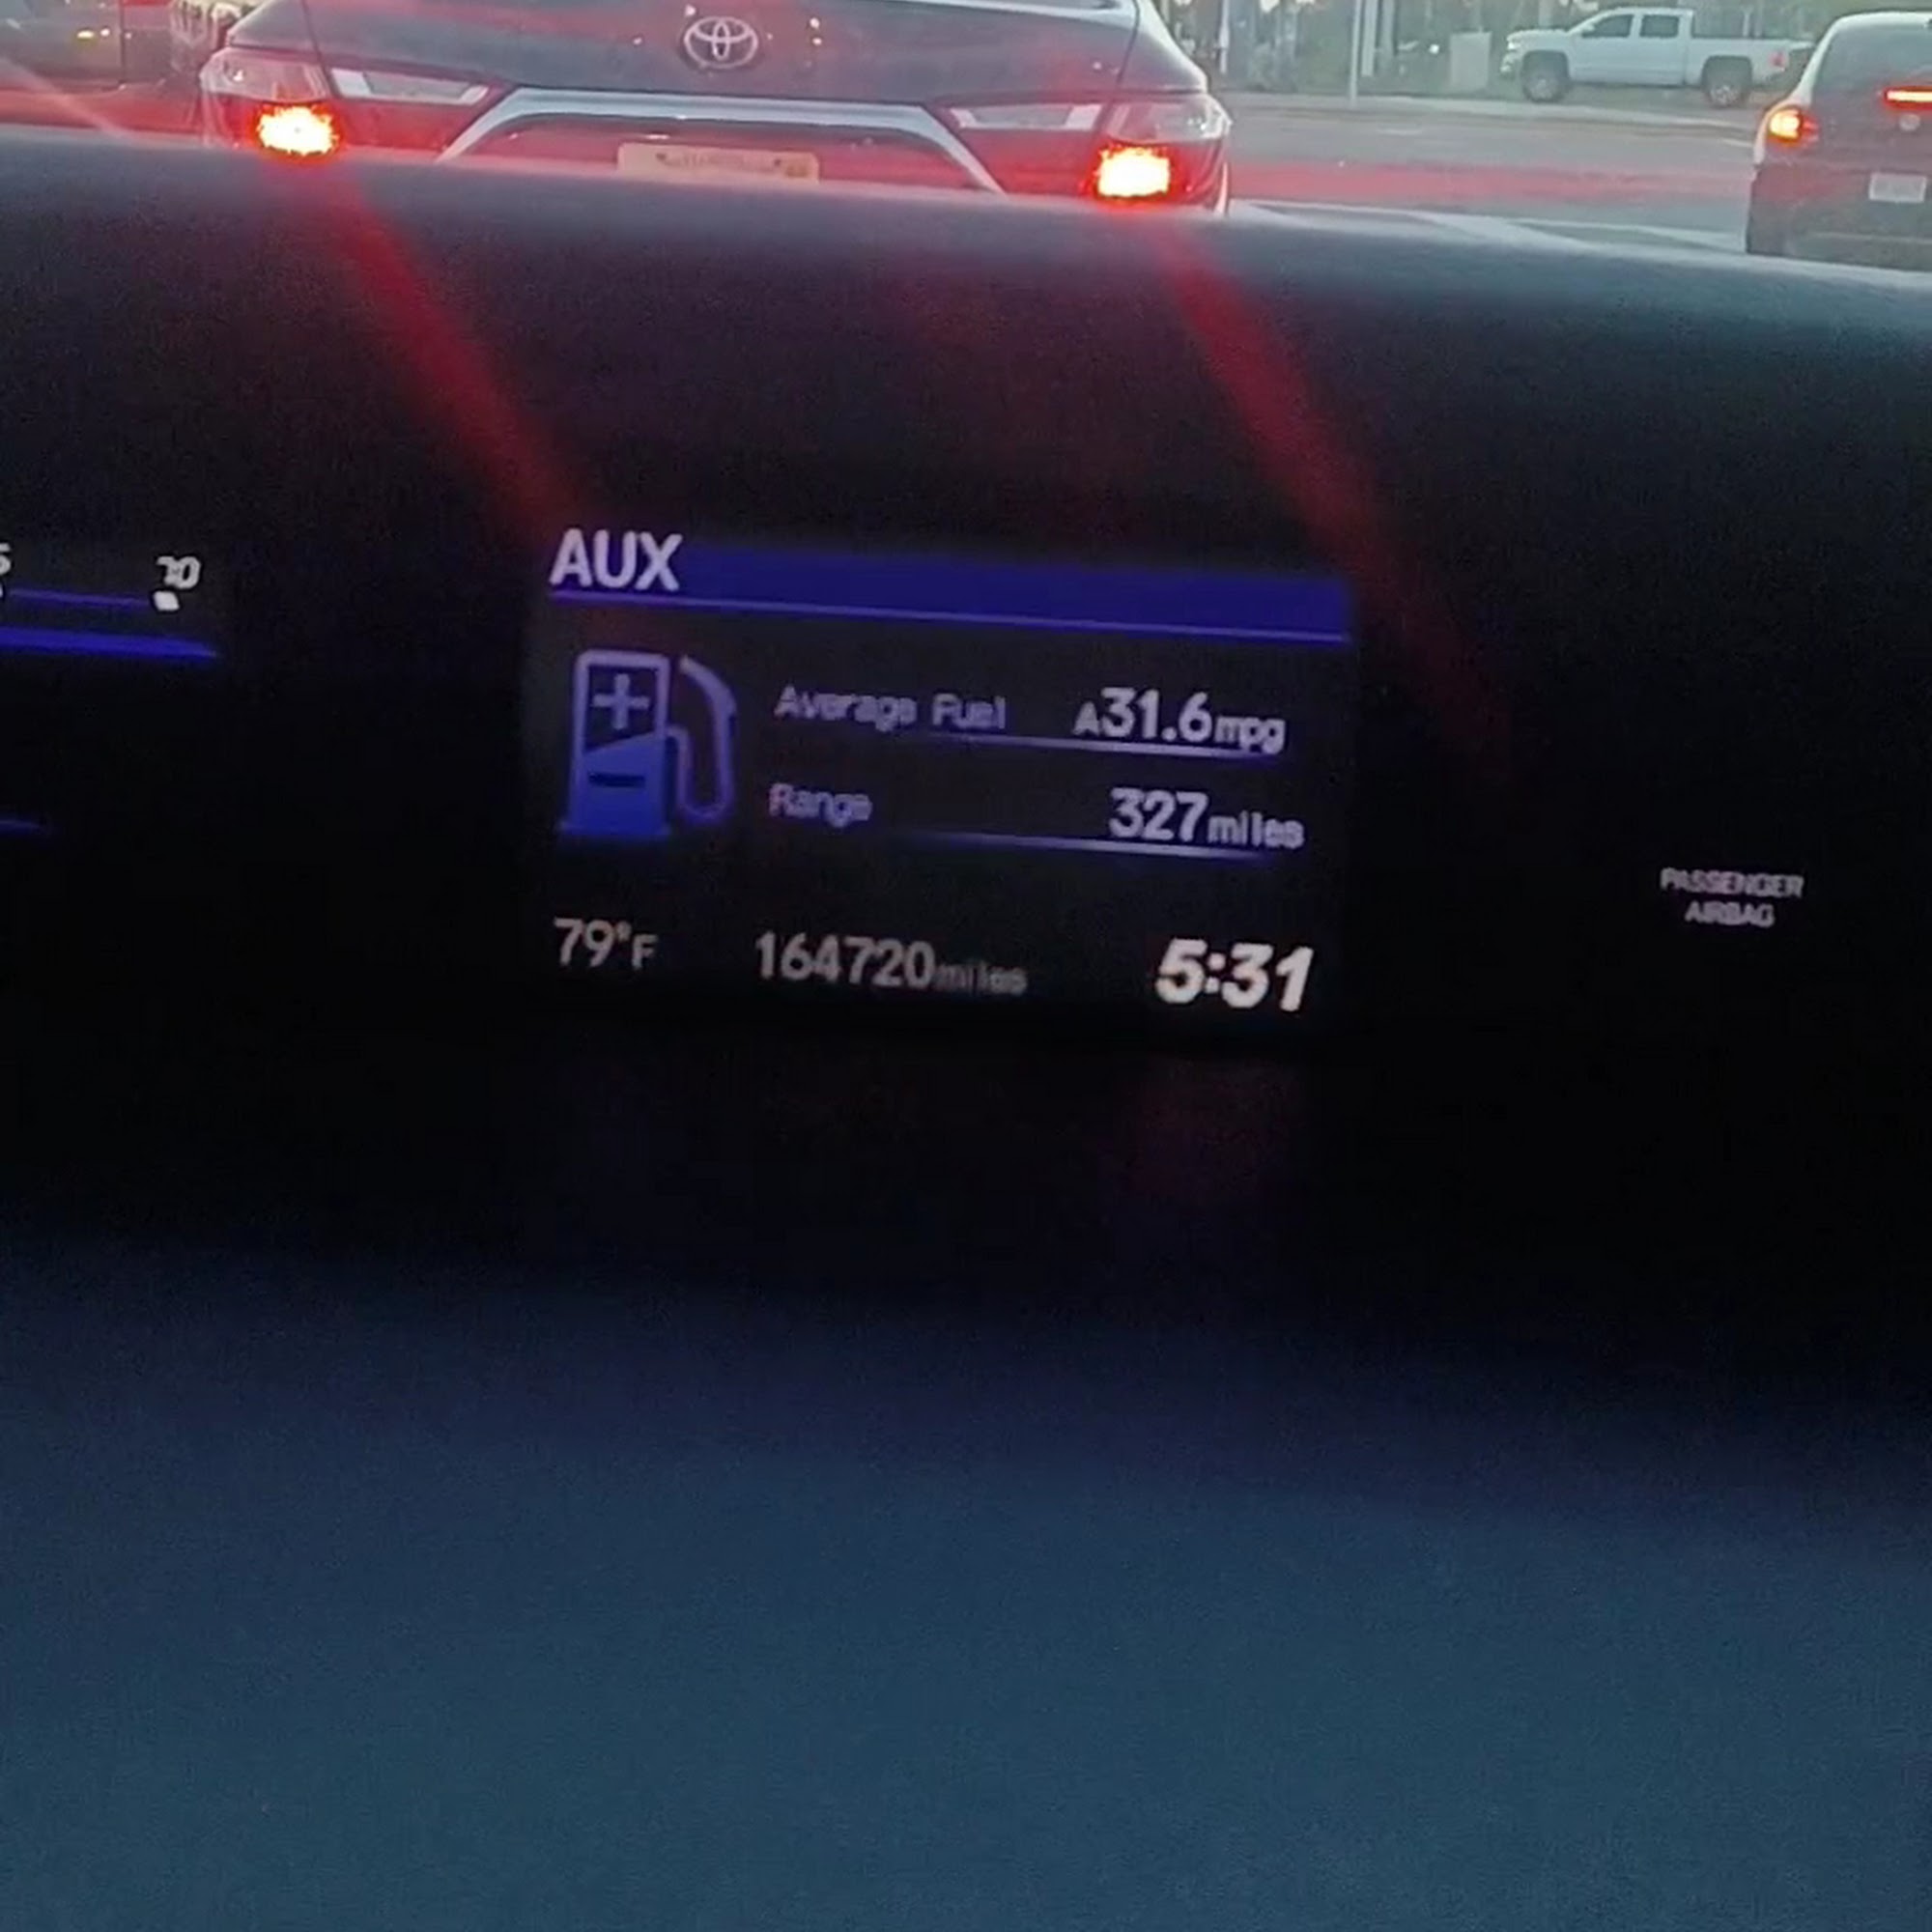 AUX
Average Fuel A31.6mpg
Range 327miles
79°F 164720miles 5:31
PASSENGER
AIRBAG